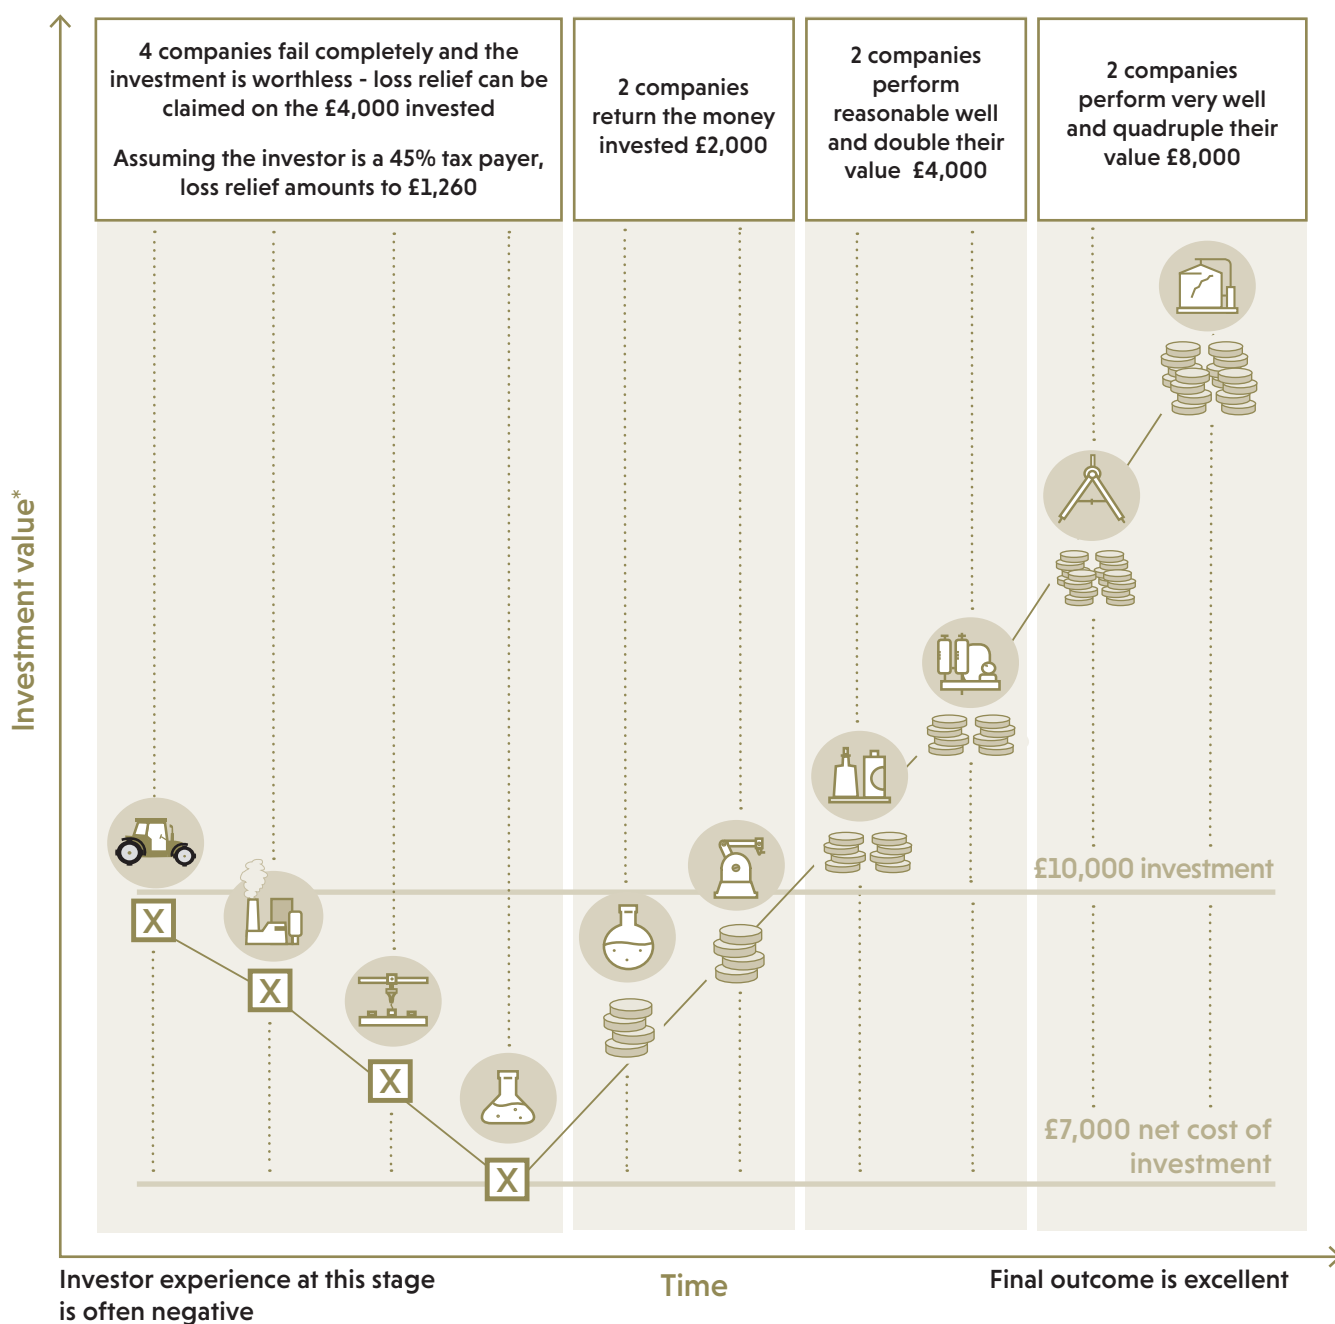 4 companies fail completely and the
investment is worthless - loss relief can be
claimed on the £4,000 invested
Assuming the investor is a 45% tax payer,
loss relief amounts to £1,260
2 companies
return the money
invested £2,000
2 companies
perform
reasonable well
and double their
value £4,000
2 companies
perform very well
and quadruple their
value £8,000
Investment value*
£10,000 investment
X
X
X
X
£7,000 net cost of
investment
Investor experience at this stage
is often negative
Time
Final outcome is excellent